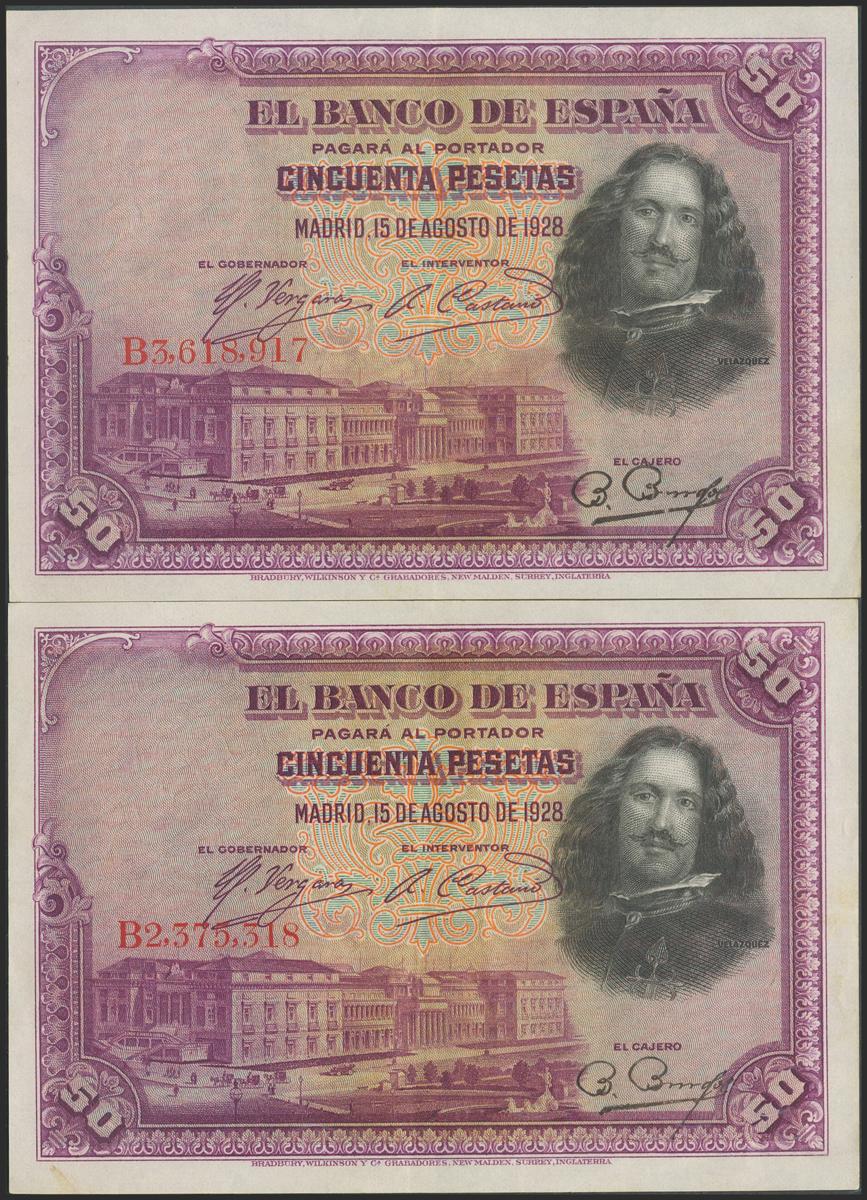 50
EL BANCO DE ESPAÑA
PAGARÁ AL PORTADOR
CINCUENTA PESETAS
MADRID, 15 DE AGOSTO DE 1928
EL GOBERNADOR EL INTERVENTOR
B3,618,917
VELAZQUEZ
EL CAJERO
50 50
BRADBURY, WILKINSON Y Cª GRABADORES, NEW MALDEN, SURREY, INGLATERRA
50
EL BANCO DE ESPAÑA
PAGARÁ AL PORTADOR
CINCUENTA PESETAS
MADRID, 15 DE AGOSTO DE 1928.
EL GOBERNADOR EL INTERVENTOR
B2,375,318
VELAZQUEZ
EL CAJERO
50 50
BRADBURY, WILKINSON Y Cª GRABADORES, NEW MALDEN, SURREY, INGLATERRA